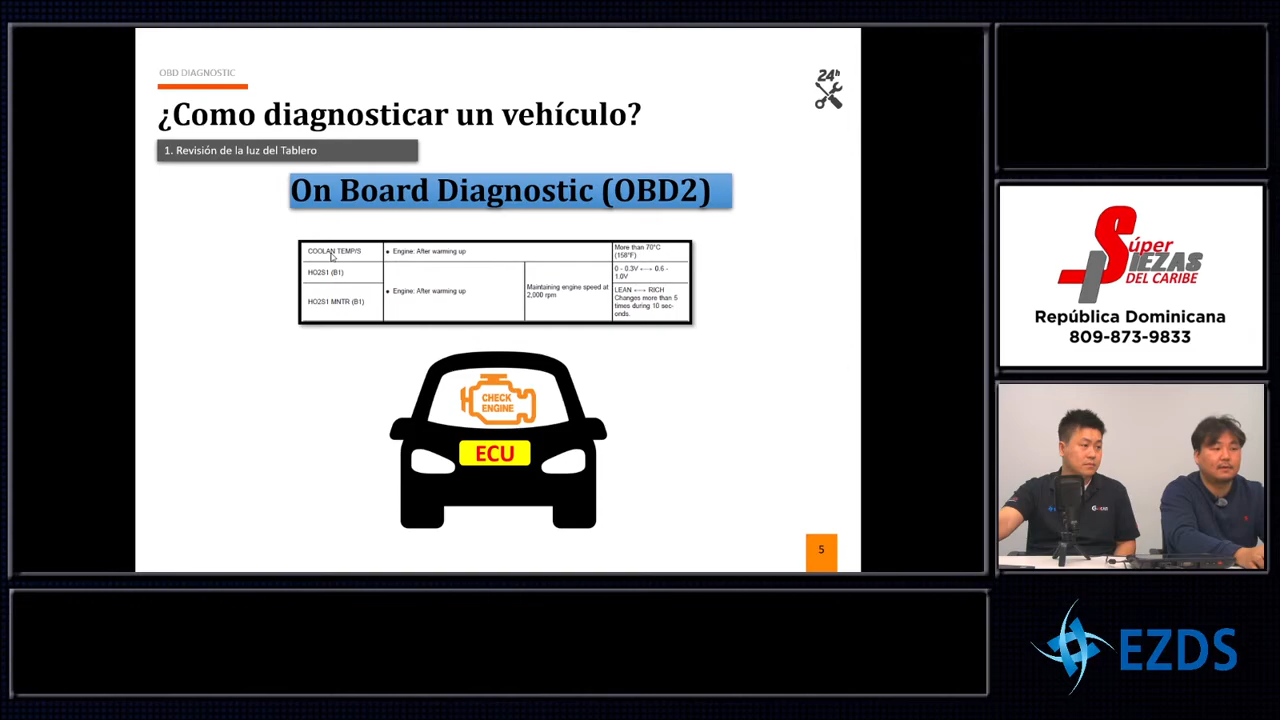 OBD DIAGNOSTIC
24h
¿Como diagnosticar un vehículo?
1. Revisión de la luz del Tablero
On Board Diagnostic (OBD2)
COOLAN TEMP/S
● Engine: After warming up
More than 70°C
(158°F)
HO2S1 (B1)
● Engine: After warming up
Maintaining engine speed at
2,000 rpm
0 - 0.3V ←→ 0.6 -
1.0V
HO2S1 MNTR (B1)
LEAN ←→ RICH
Changes more than 5
times during 10 sec-
onds.
CHECK
ENGINE
ECU
5
Súper
PIEZAS
DEL CARIBE
República Dominicana
809-873-9833
EZDS